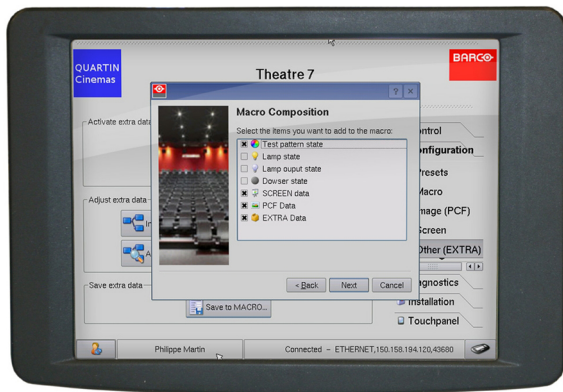 QUARTIN
Cinemas
Theatre 7
BARCO
Activate extra data
Adjust extra data
In
A
Save extra data
Save to MACRO...
? ×
Macro Composition
Select the items you want to add to the macro:
Test pattern state
Lamp state
Lamp ouput state
Dowser state
SCREEN data
PCF Data
EXTRA Data
< Back Next Cancel
ontrol
nfiguration
Presets
Macro
mage (PCF)
Screen
Other (EXTRA)
agnostics
Installation
Touchpanel
Philippe Martin
Connected - ETHERNET,150.158.194.120,43680